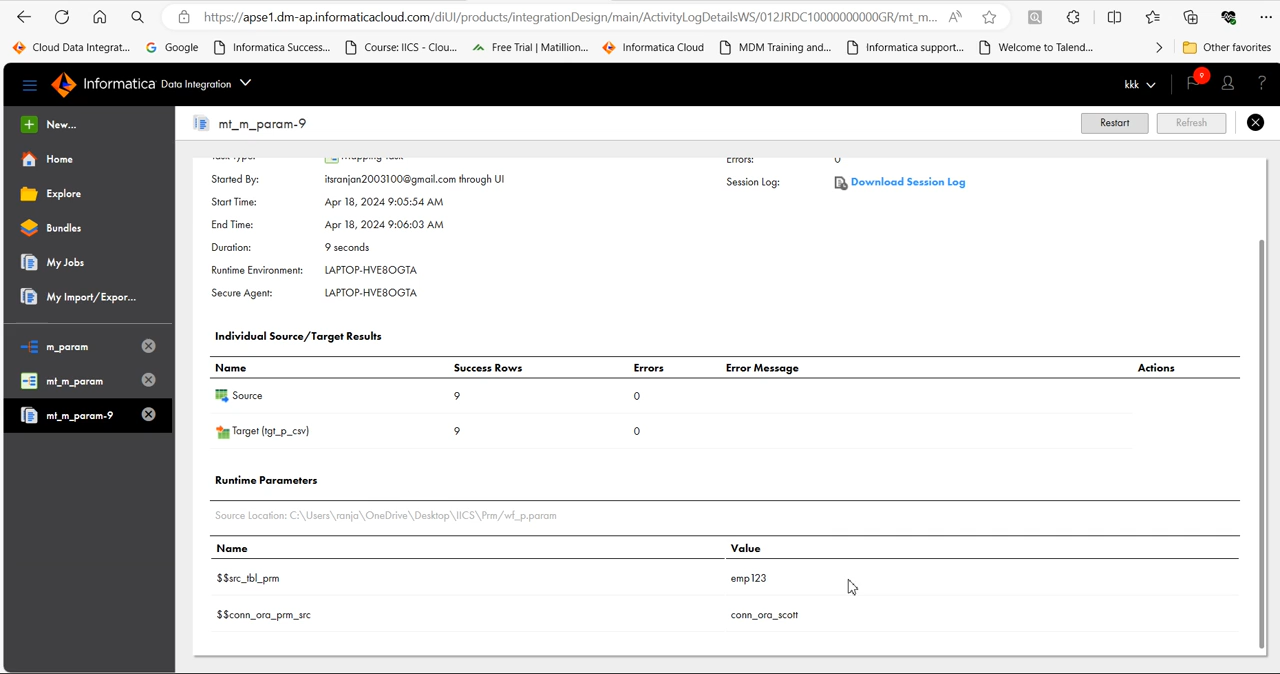 https://apse1.dm-ap.informaticacloud.com/diUI/products/integrationDesign/main/ActivityLogDetailsWS/012JRDC10000000000GR/mt_m...
Cloud Data Integrat... Google Informatica Success... Course: IICS - Clou... Free Trial | Matillion... Informatica Cloud MDM Training and... Informatica support... Welcome to Talend... Other favorites
Informatica Data Integration kkk 9 ?
New... mt_m_param-9 Restart Refresh
Home
Explore
Bundles
My Jobs
My Import/Expor...
m_param
mt_m_param
mt_m_param-9
Task Type: Mapping Task Errors: 0
Started By: itsranjan2003100@gmail.com through UI Session Log: Download Session Log
Start Time: Apr 18, 2024 9:05:54 AM
End Time: Apr 18, 2024 9:06:03 AM
Duration: 9 seconds
Runtime Environment: LAPTOP-HVE8OGTA
Secure Agent: LAPTOP-HVE8OGTA
Individual Source/Target Results
Name Success Rows Errors Error Message Actions
Source 9 0
Target (tgt_p_csv) 9 0
Runtime Parameters
Source Location: C:\Users\ranja\OneDrive\Desktop\IICS\Prm/wf_p.param
Name Value
$$src_tbl_prm emp123
$$conn_ora_prm_src conn_ora_scott